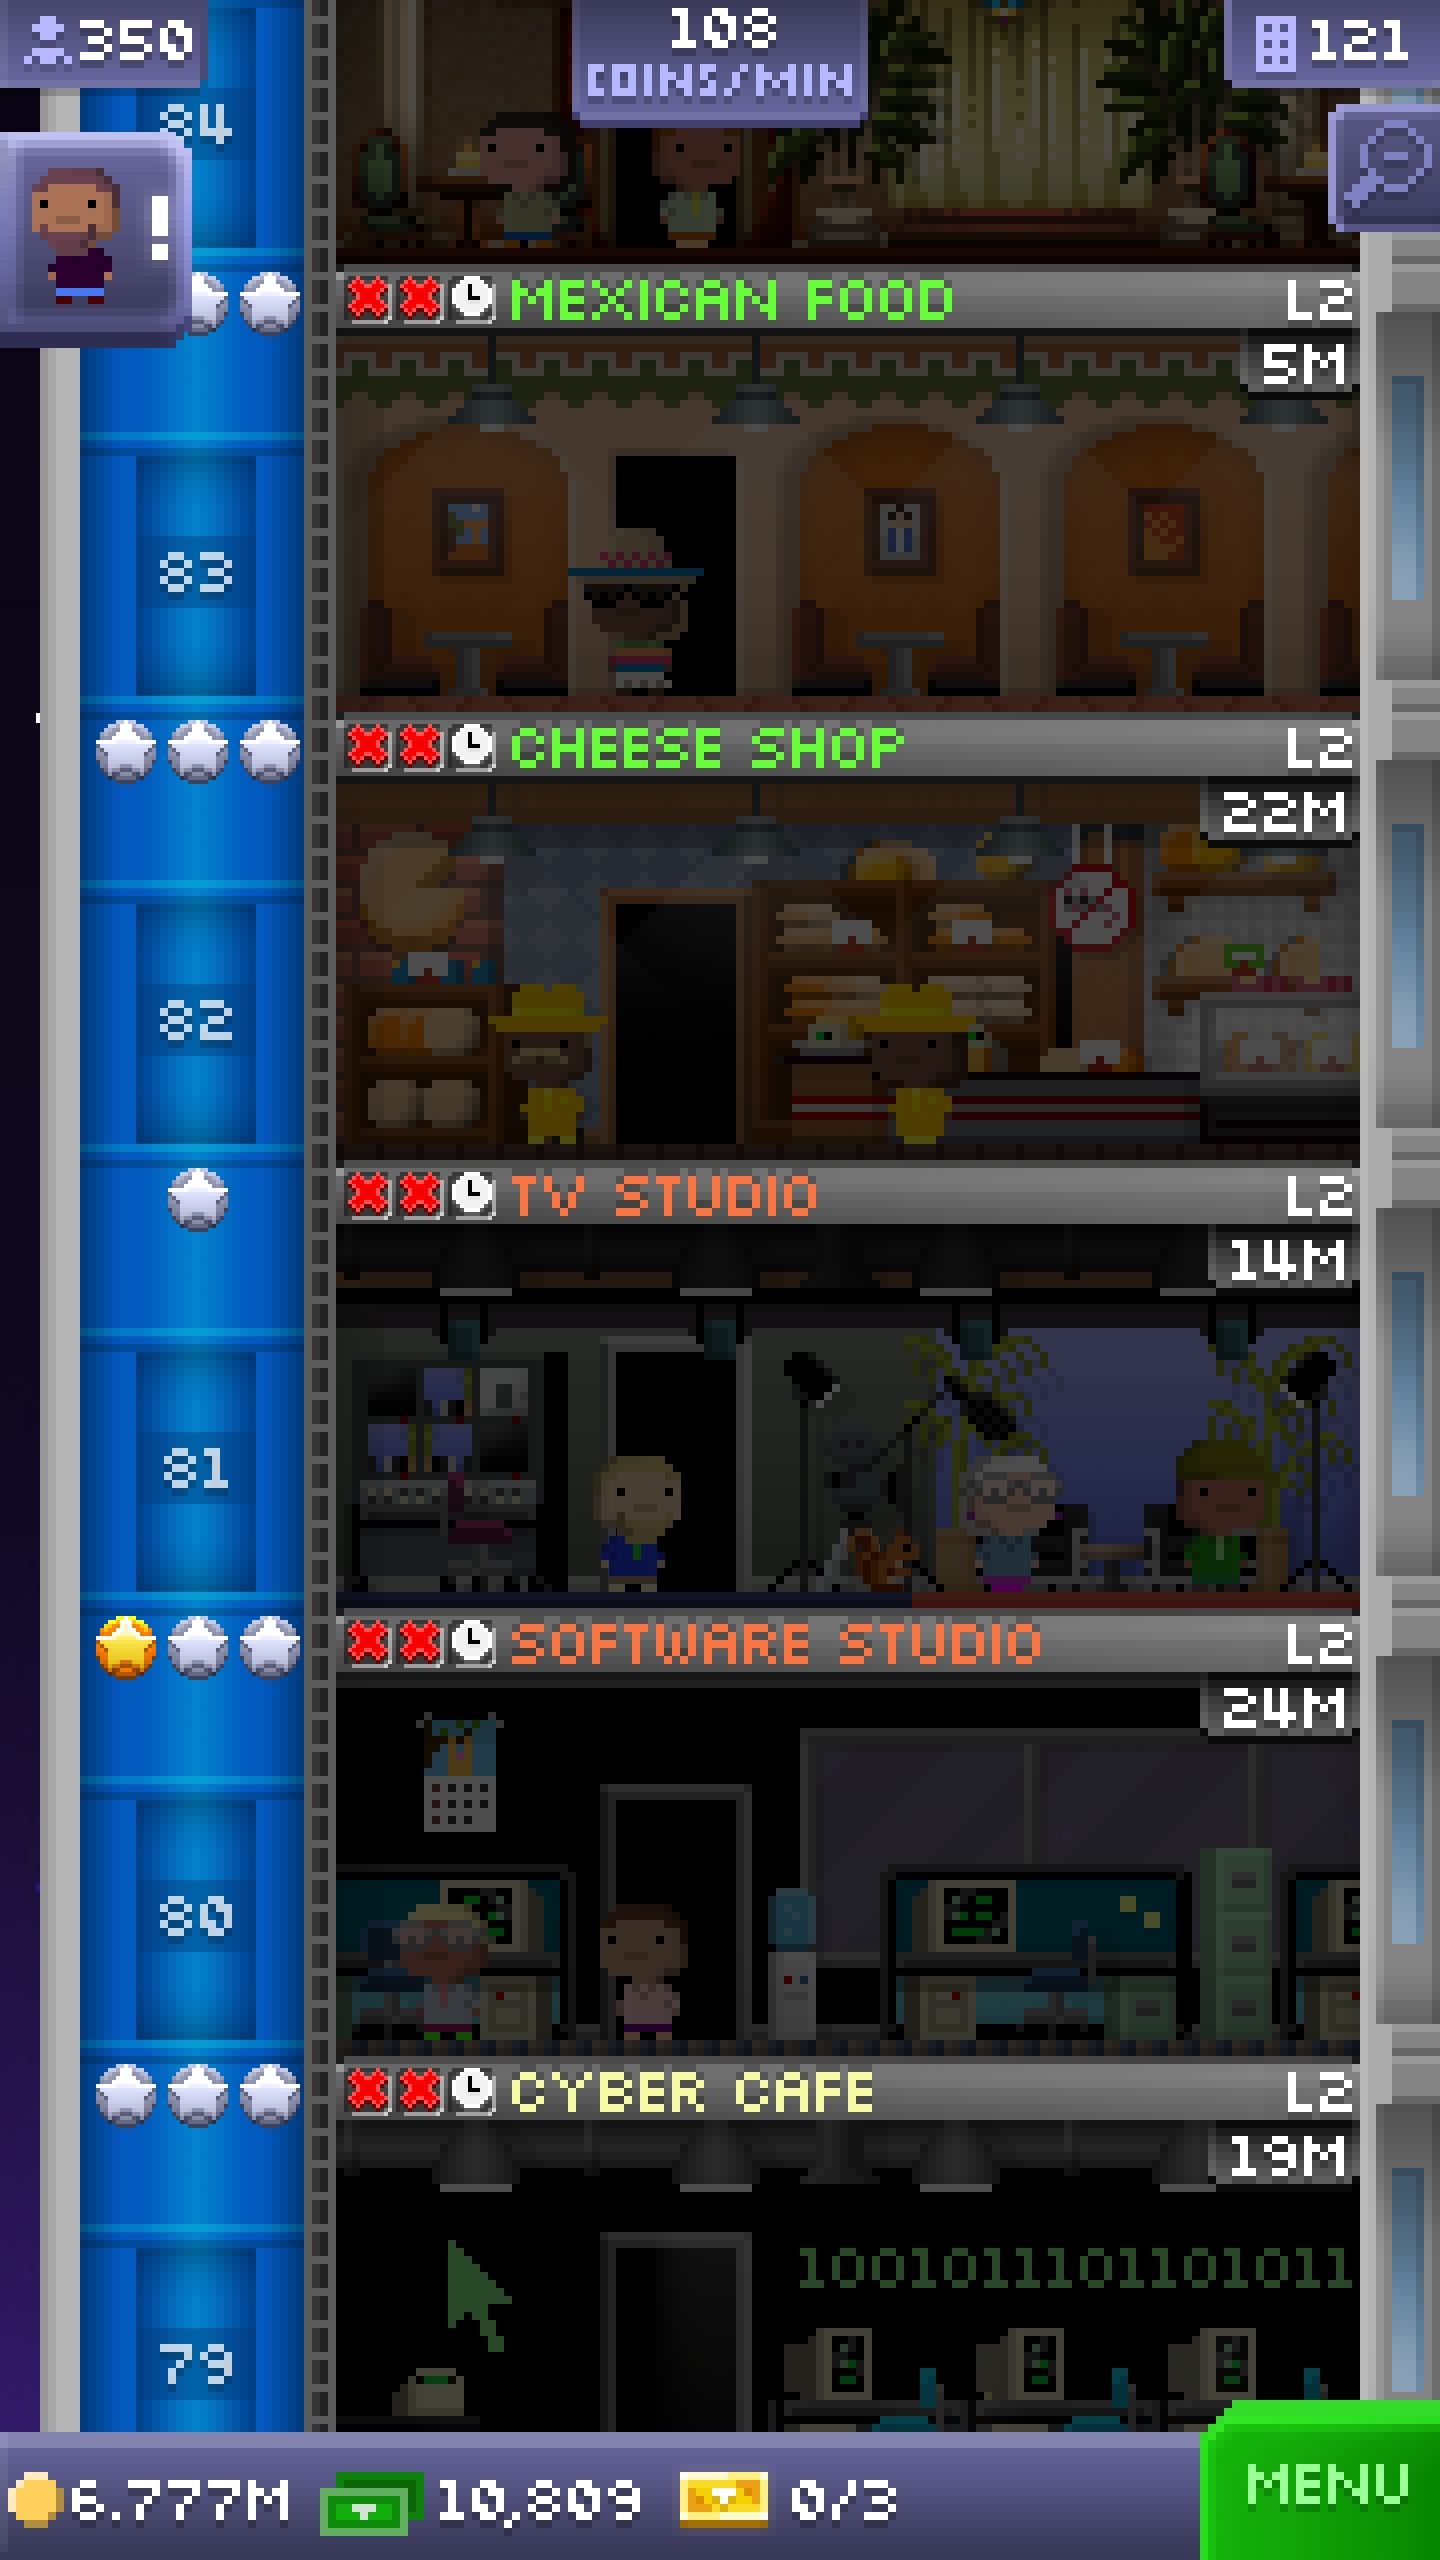 350
108
COINS/MIN
121
84
!
MEXICAN FOOD L2
5M
83
CHEESE SHOP L2
22M
82
TV STUDIO L2
14M
81
SOFTWARE STUDIO L2
24M
80
CYBER CAFE L2
19M
1001011101101011
79
6.777M 10,809 0/3 MENU